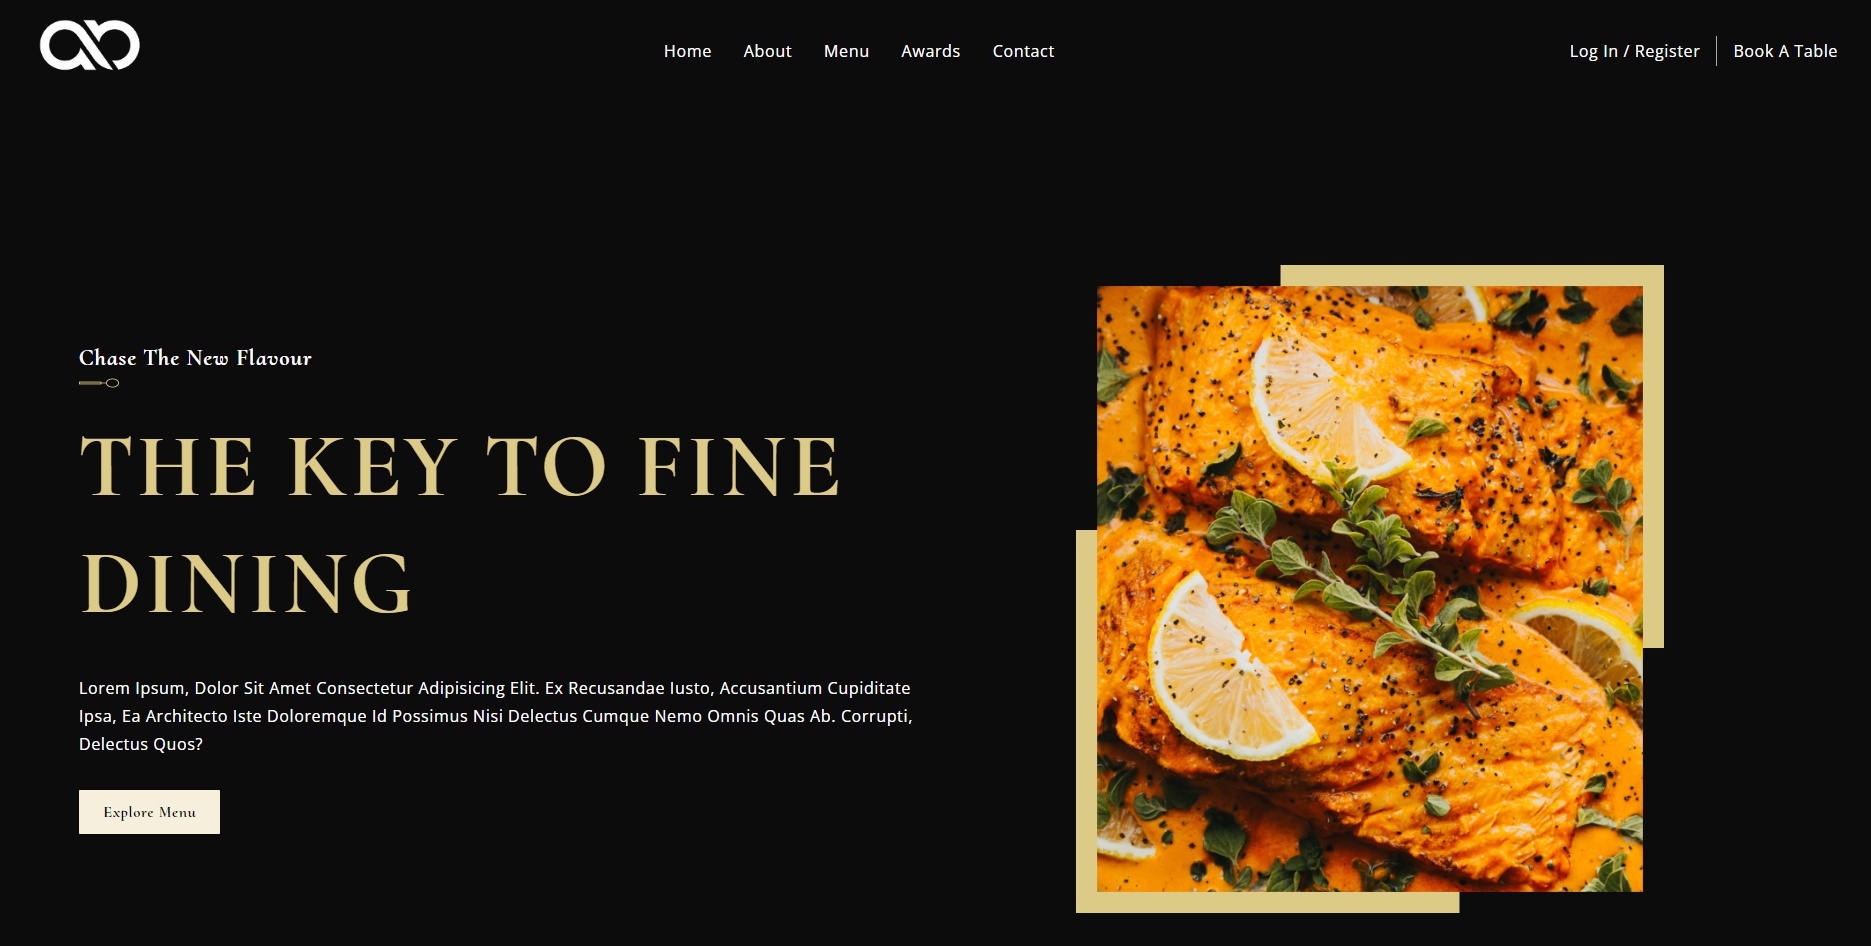 Home About Menu Awards Contact Log In / Register Book A Table
Chase The New Flavour
THE KEY TO FINE
DINING
Lorem Ipsum, Dolor Sit Amet Consectetur Adipisicing Elit. Ex Recusandae Iusto, Accusantium Cupiditate
Ipsa, Ea Architecto Iste Doloremque Id Possimus Nisi Delectus Cumque Nemo Omnis Quas Ab. Corrupti,
Delectus Quos?
Explore Menu